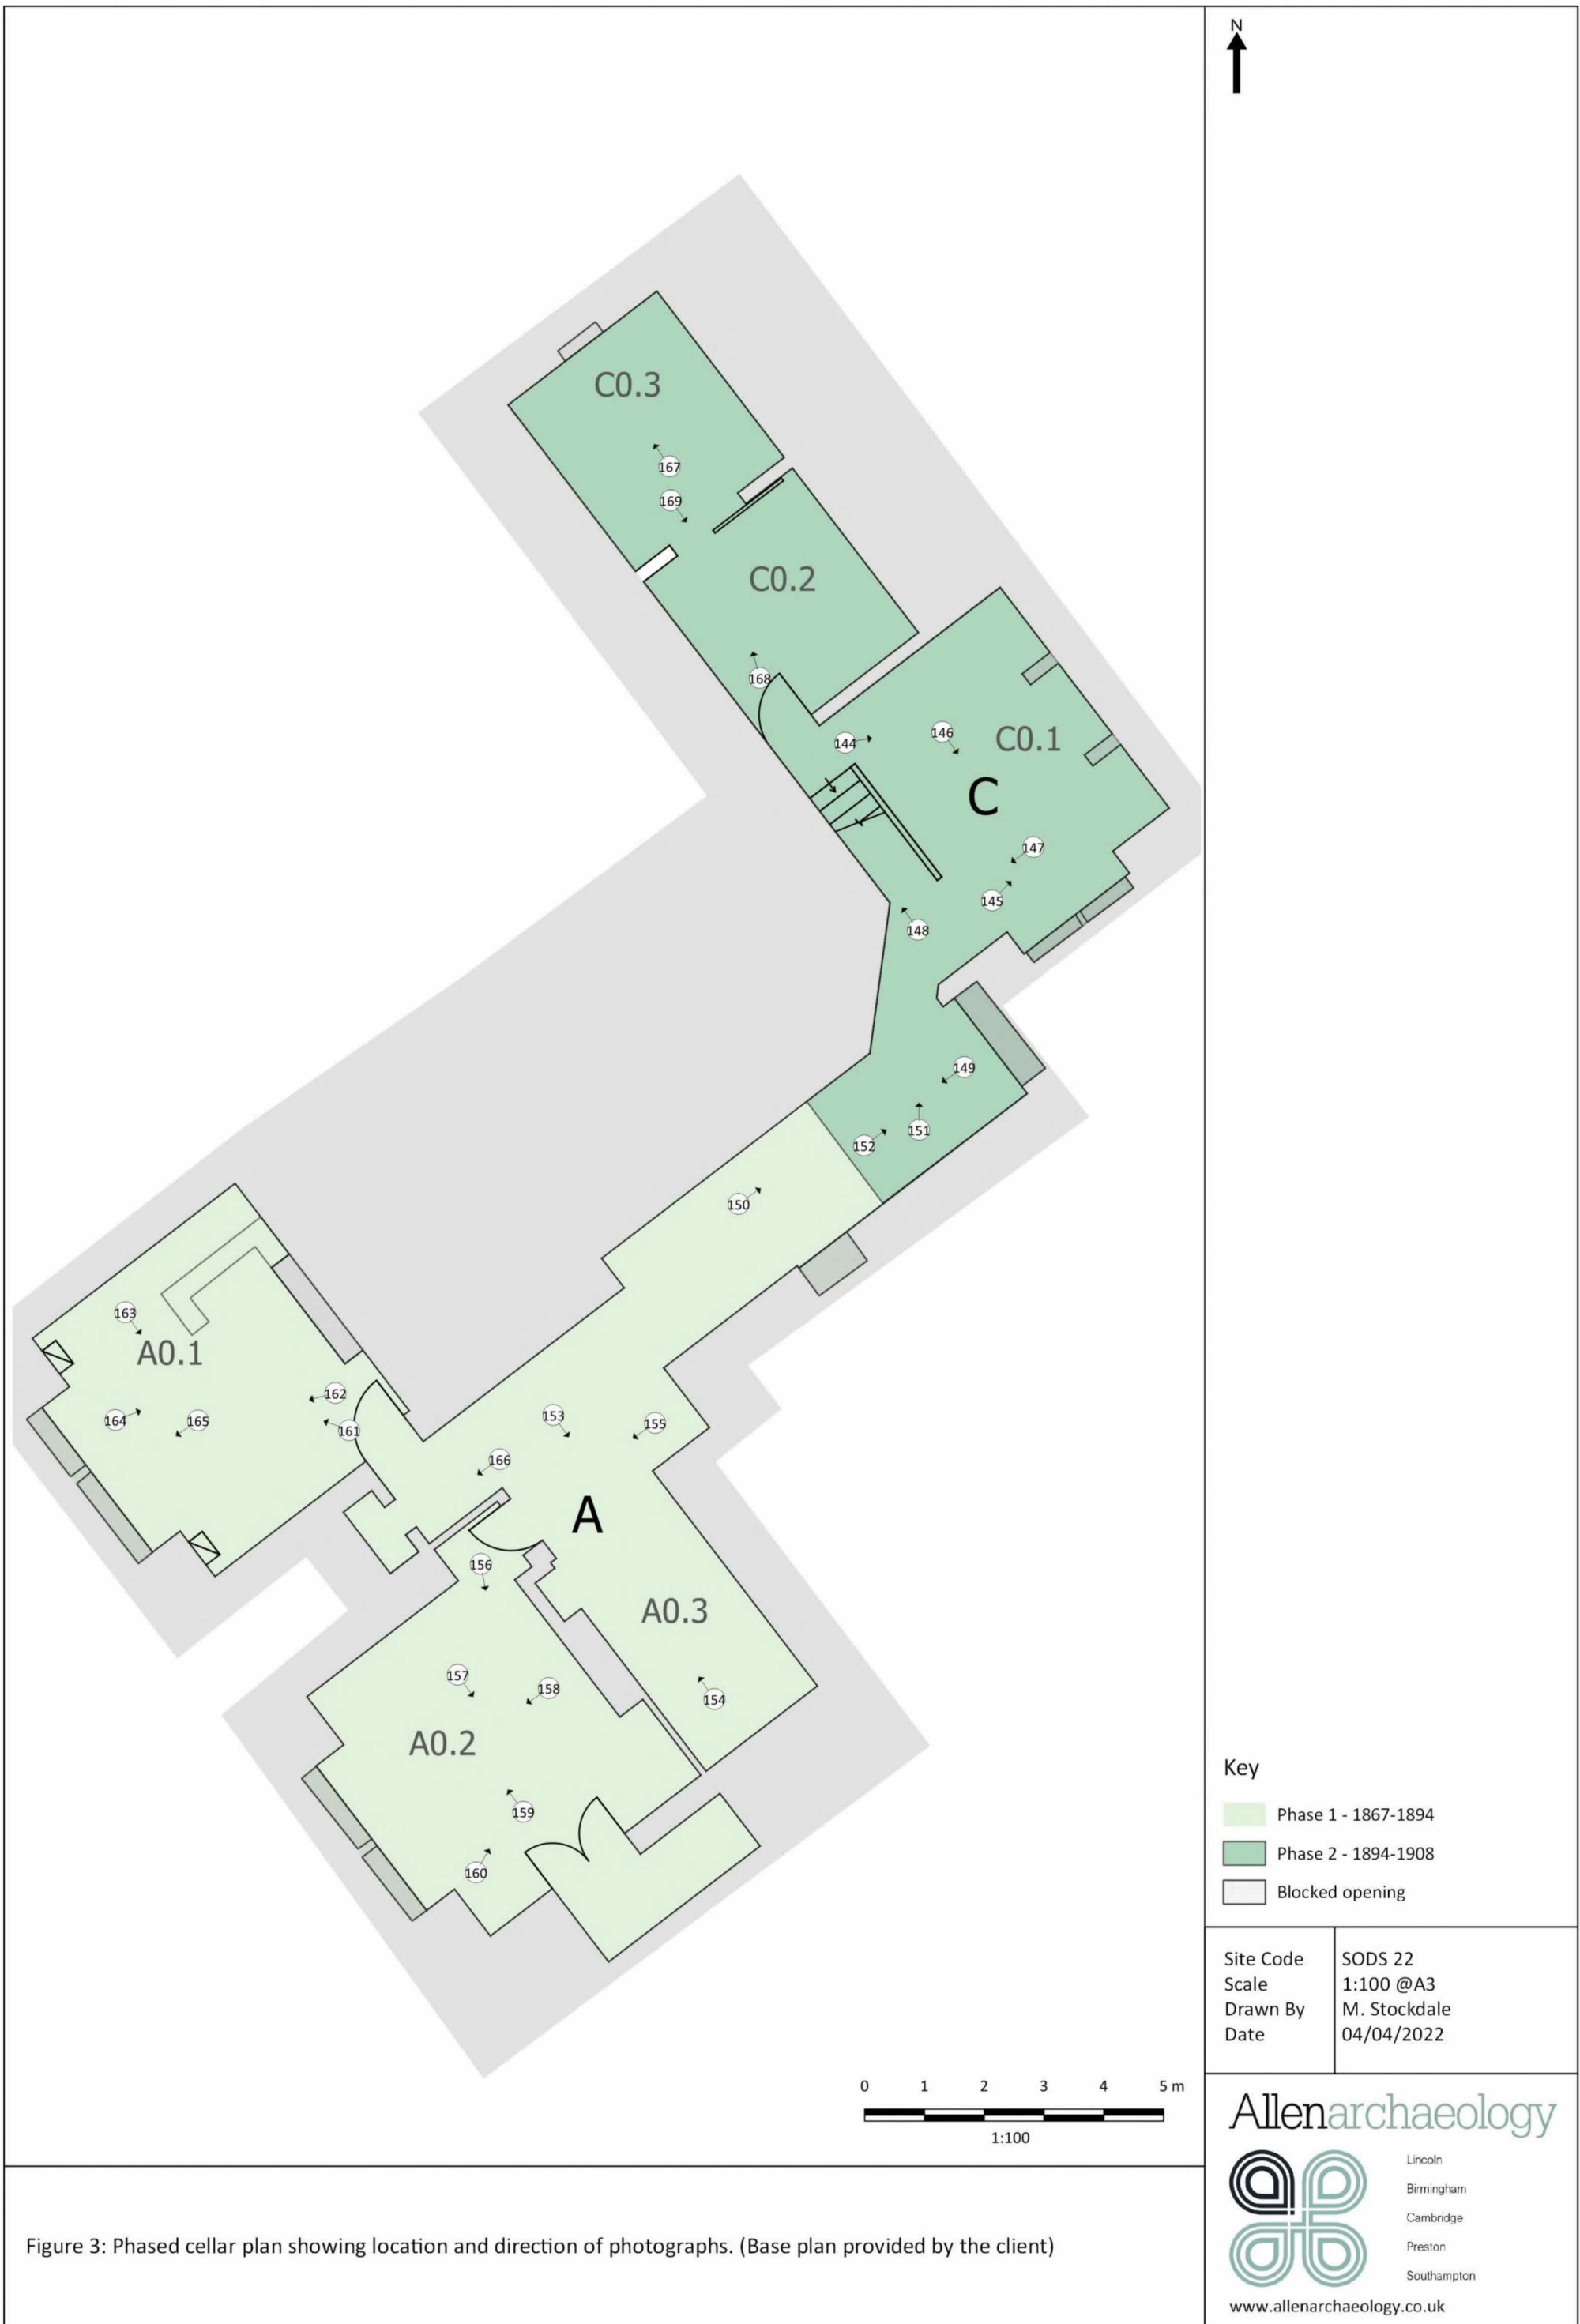 N
C0.3
167
169
C0.2
168
144
146
C0.1
C
147
145
148
149
151
152
150
163
A0.1
162
164
165
161
153
155
166
A
156
A0.3
157
158
154
A0.2
159
160
Key
Phase 1 - 1867-1894
Phase 2 - 1894-1908
Blocked opening
Site Code SODS 22
Scale 1:100 @A3
Drawn By M. Stockdale
Date 04/04/2022
0 1 2 3 4 5 m
1:100
Allenarchaeology
Lincoln
Birmingham
Cambridge
Preston
Southampton
www.allenarchaeology.co.uk
Figure 3: Phased cellar plan showing location and direction of photographs. (Base plan provided by the client)